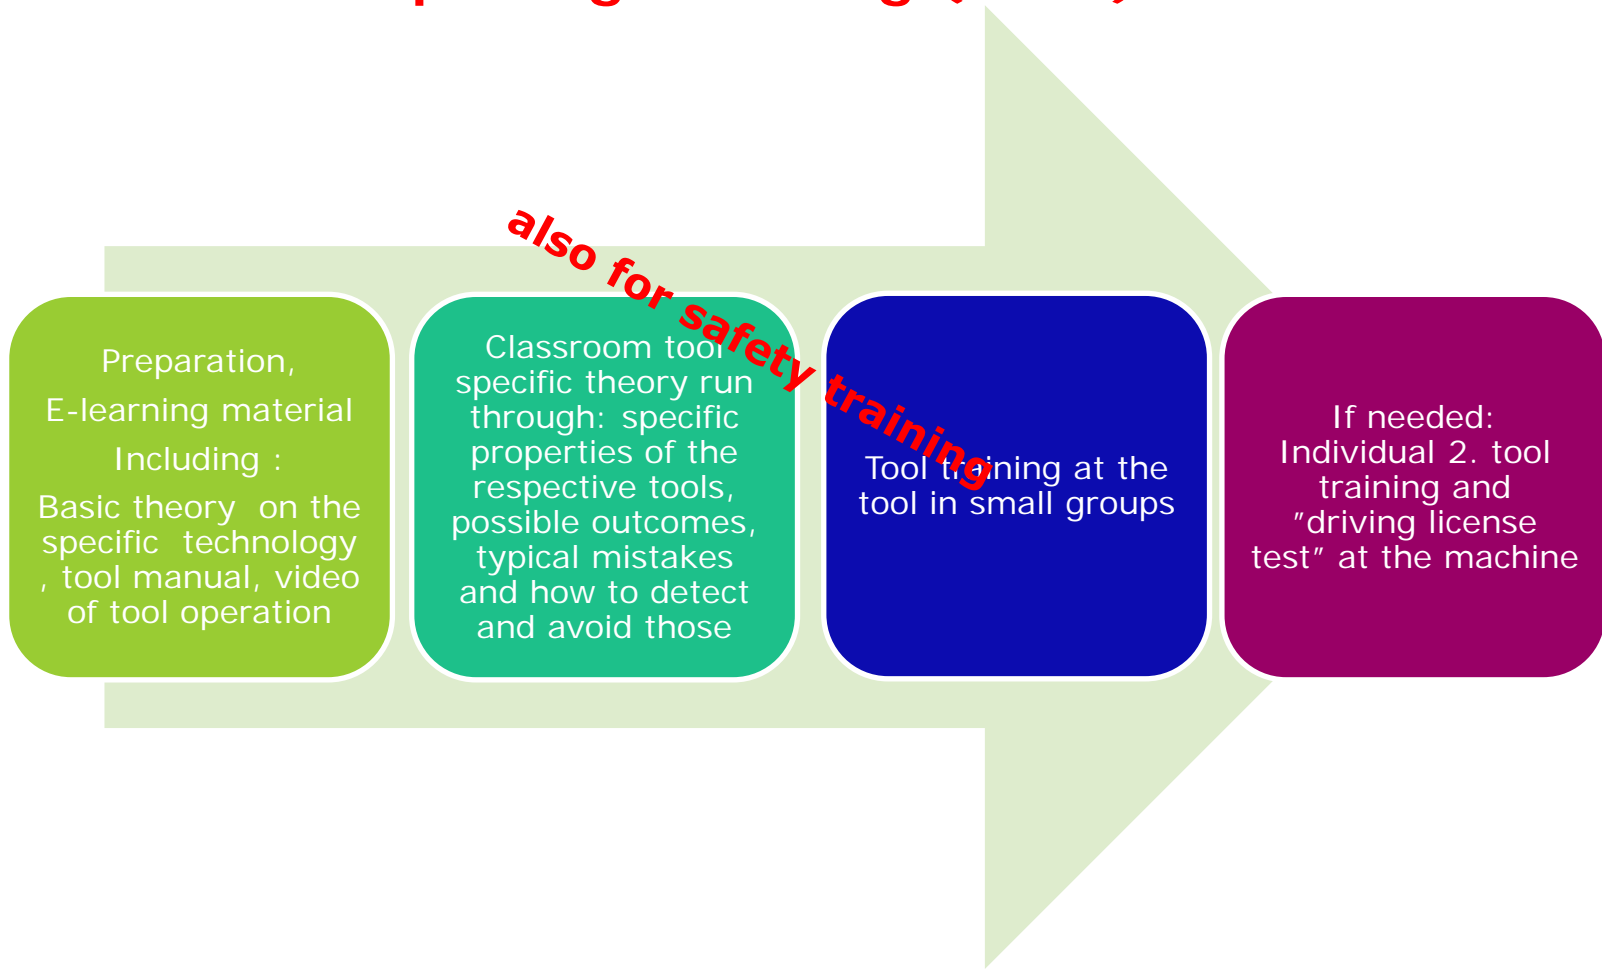 also for safety training
Preparation,
E-learning material
Including :
Basic theory  on the
specific  technology
, tool manual, video
of tool operation
Classroom tool
specific theory run
through: specific
properties of the
respective tools,
possible outcomes,
typical mistakes
and how to detect
and avoid those
Tool training at the
tool in small groups
If needed:
Individual 2. tool
training and
"driving license
test" at the machine